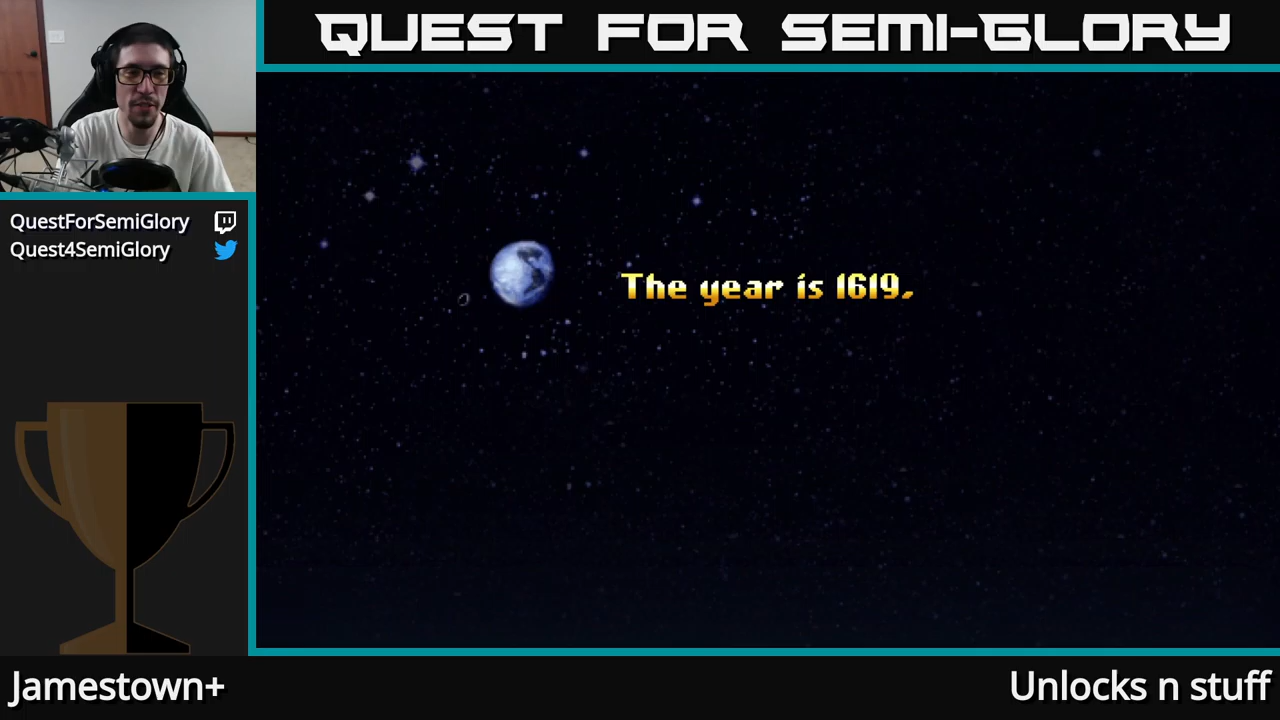 QUEST FOR SEMI-GLORY
QuestForSemiGlory
Quest4SemiGlory
The year is 1619,
Jamestown+
Unlocks n stuff